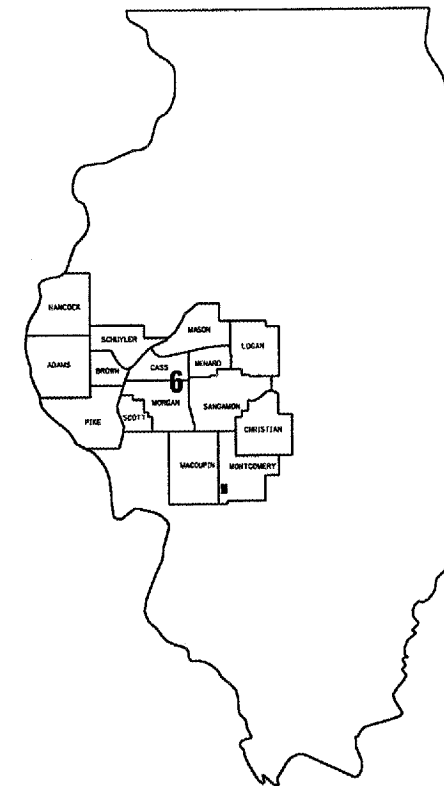 HANCOCK
SCHUYLER
MASON
LOGAN
ADAMS
BROWN
CASS
MENARD
6
MORGAN
SANGAMON
PIKE
SCOTT
CHRISTIAN
MACOUPIN
MONTGOMERY